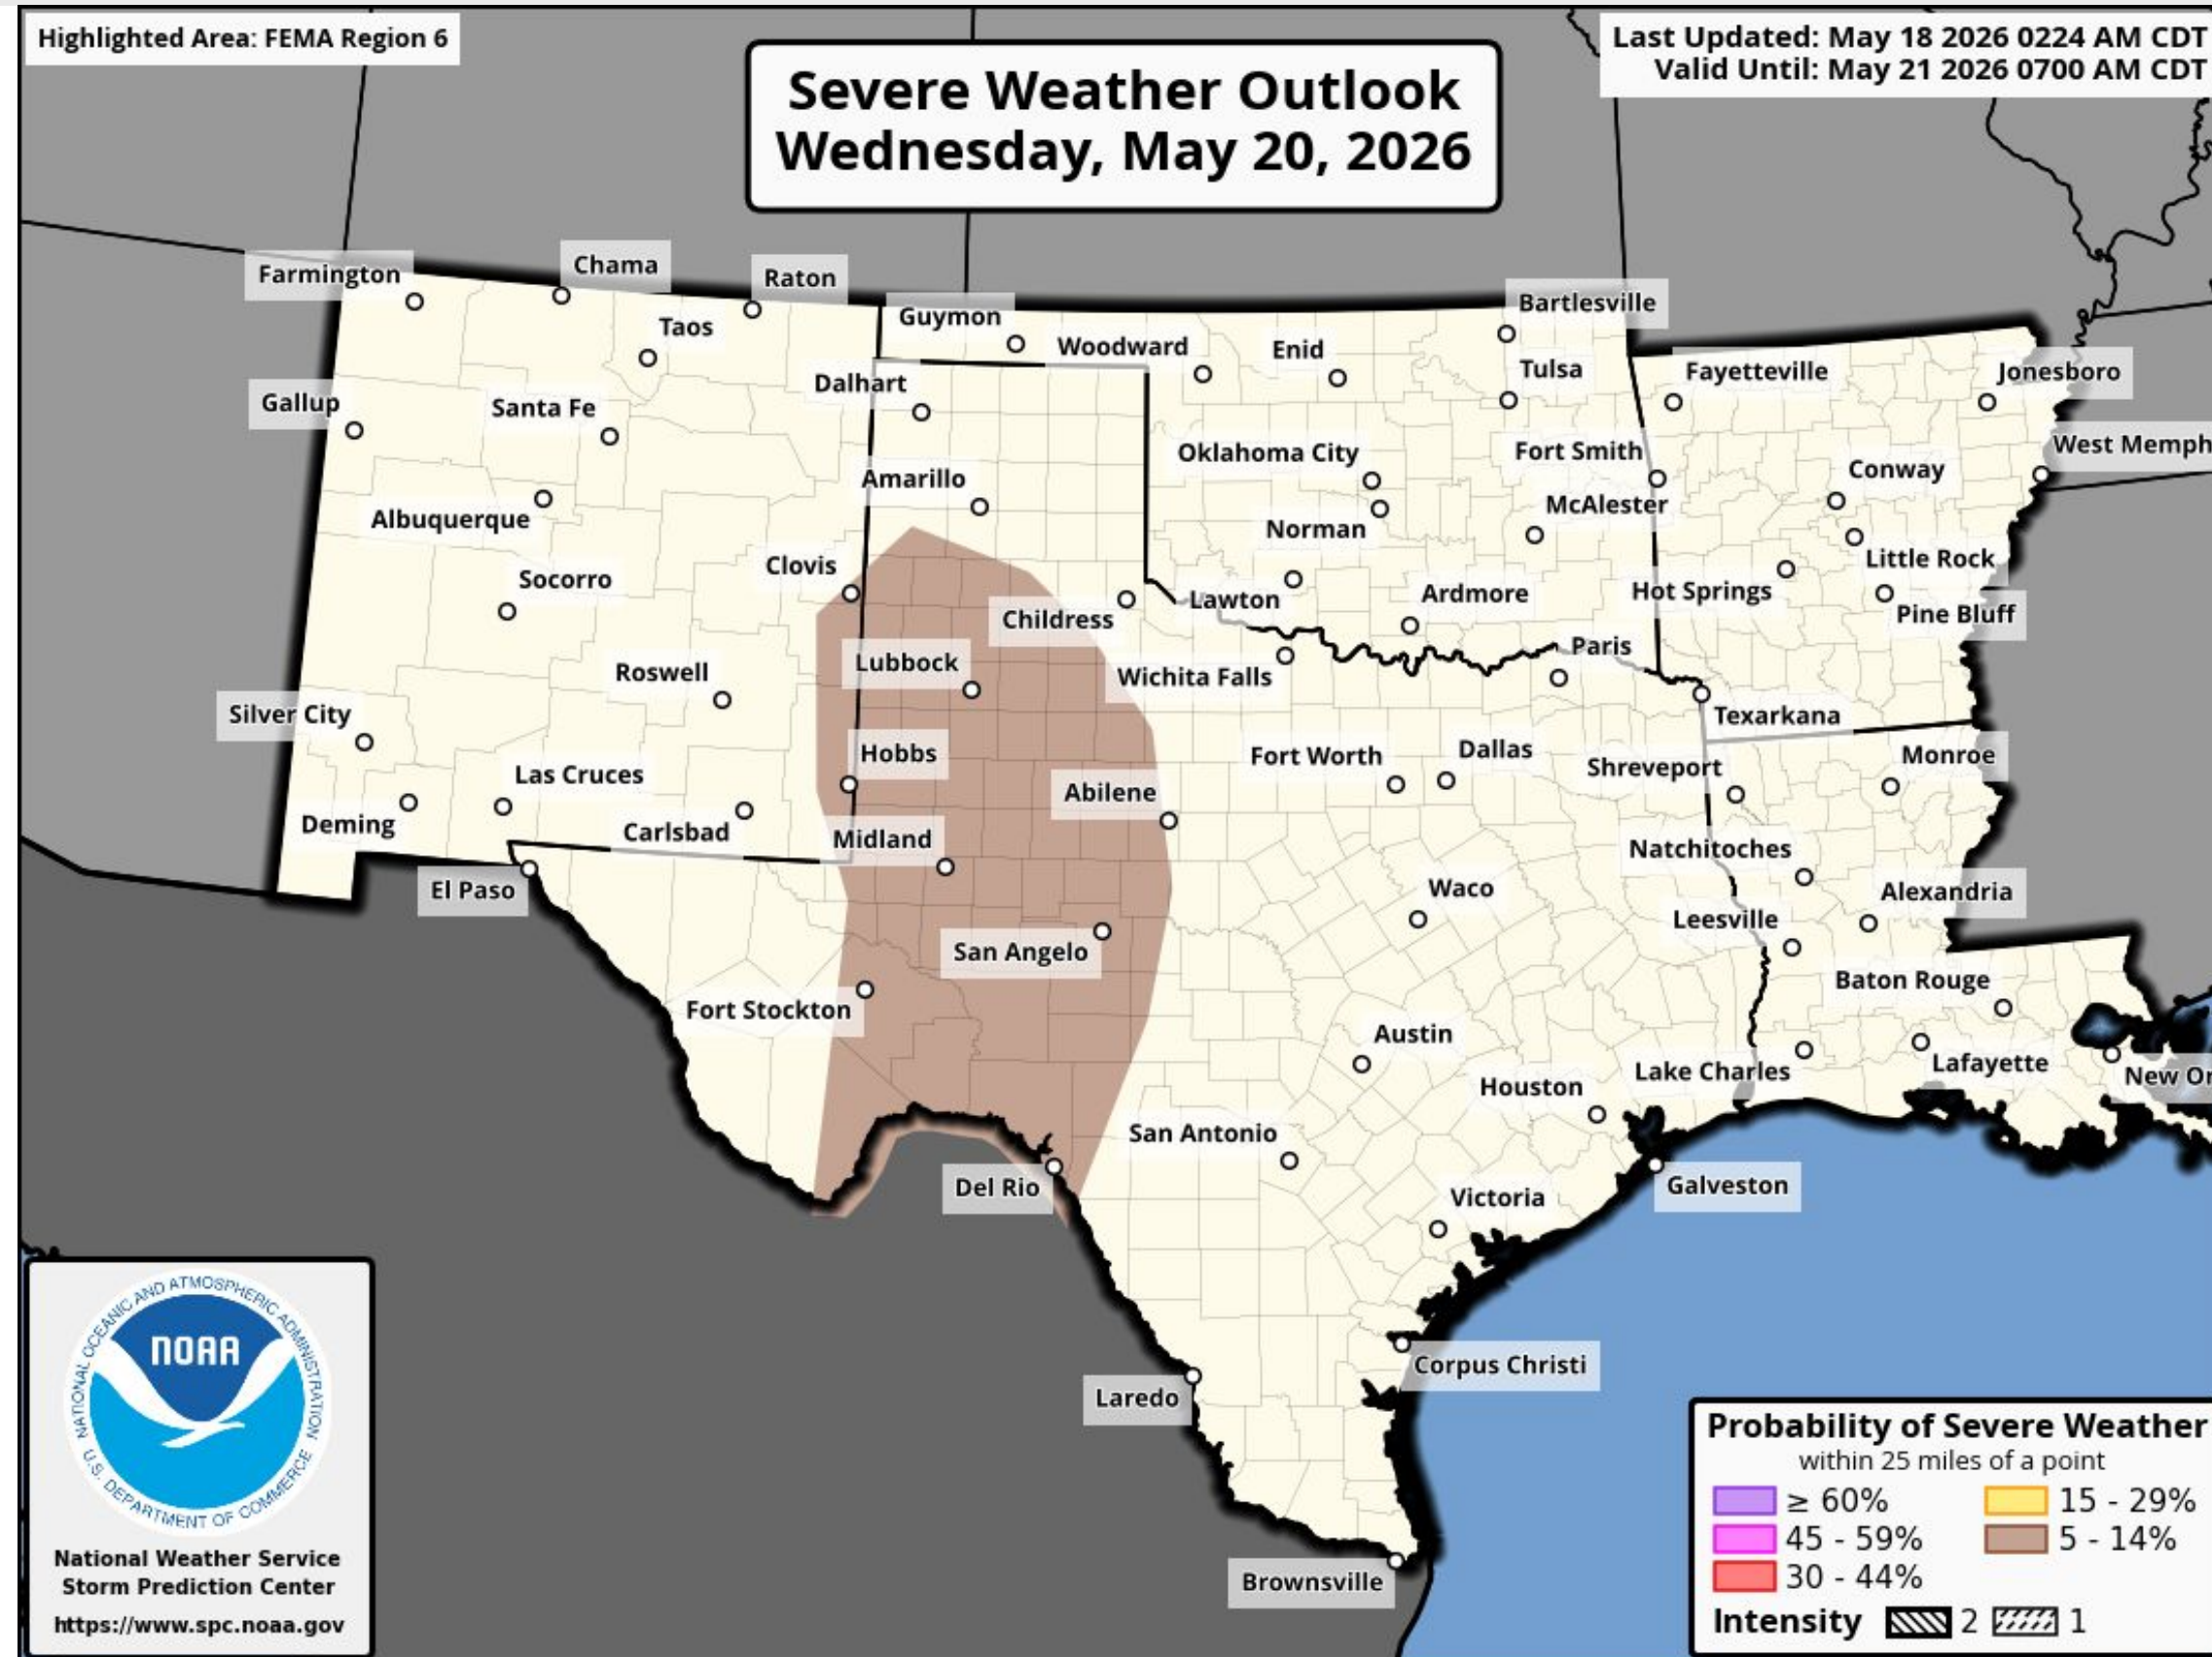 Highlighted Area: FEMA Region 6
Last Updated: May 18 2026 0224 AM CDT
Valid Until: May 21 2026 0700 AM CDT
Severe Weather Outlook
Wednesday, May 20, 2026
Farmington
Chama
Raton
Taos
Guymon
Woodward
Enid
Bartlesville
Tulsa
Fayetteville
Jonesboro
Gallup
Santa Fe
Dalhart
Amarillo
Oklahoma City
Fort Smith
Conway
West Memph
Albuquerque
Norman
McAlester
Little Rock
Socorro
Clovis
Childress
Lawton
Ardmore
Hot Springs
Pine Bluff
Roswell
Lubbock
Wichita Falls
Paris
Texarkana
Silver City
Las Cruces
Hobbs
Fort Worth
Dallas
Shreveport
Monroe
Deming
Carlsbad
Midland
Abilene
Natchitoches
El Paso
Waco
Alexandria
San Angelo
Leesville
Fort Stockton
Baton Rouge
Austin
Houston
Lake Charles
Lafayette
New Or
San Antonio
Del Rio
Victoria
Galveston
Corpus Christi
Laredo
Brownsville
NATIONAL OCEANIC AND ATMOSPHERIC ADMINISTRATION
NOAA
U.S. DEPARTMENT OF COMMERCE
National Weather Service
Storm Prediction Center
https://www.spc.noaa.gov
Probability of Severe Weather
within 25 miles of a point
≥ 60% 15 - 29%
45 - 59% 5 - 14%
30 - 44%
Intensity 2 1